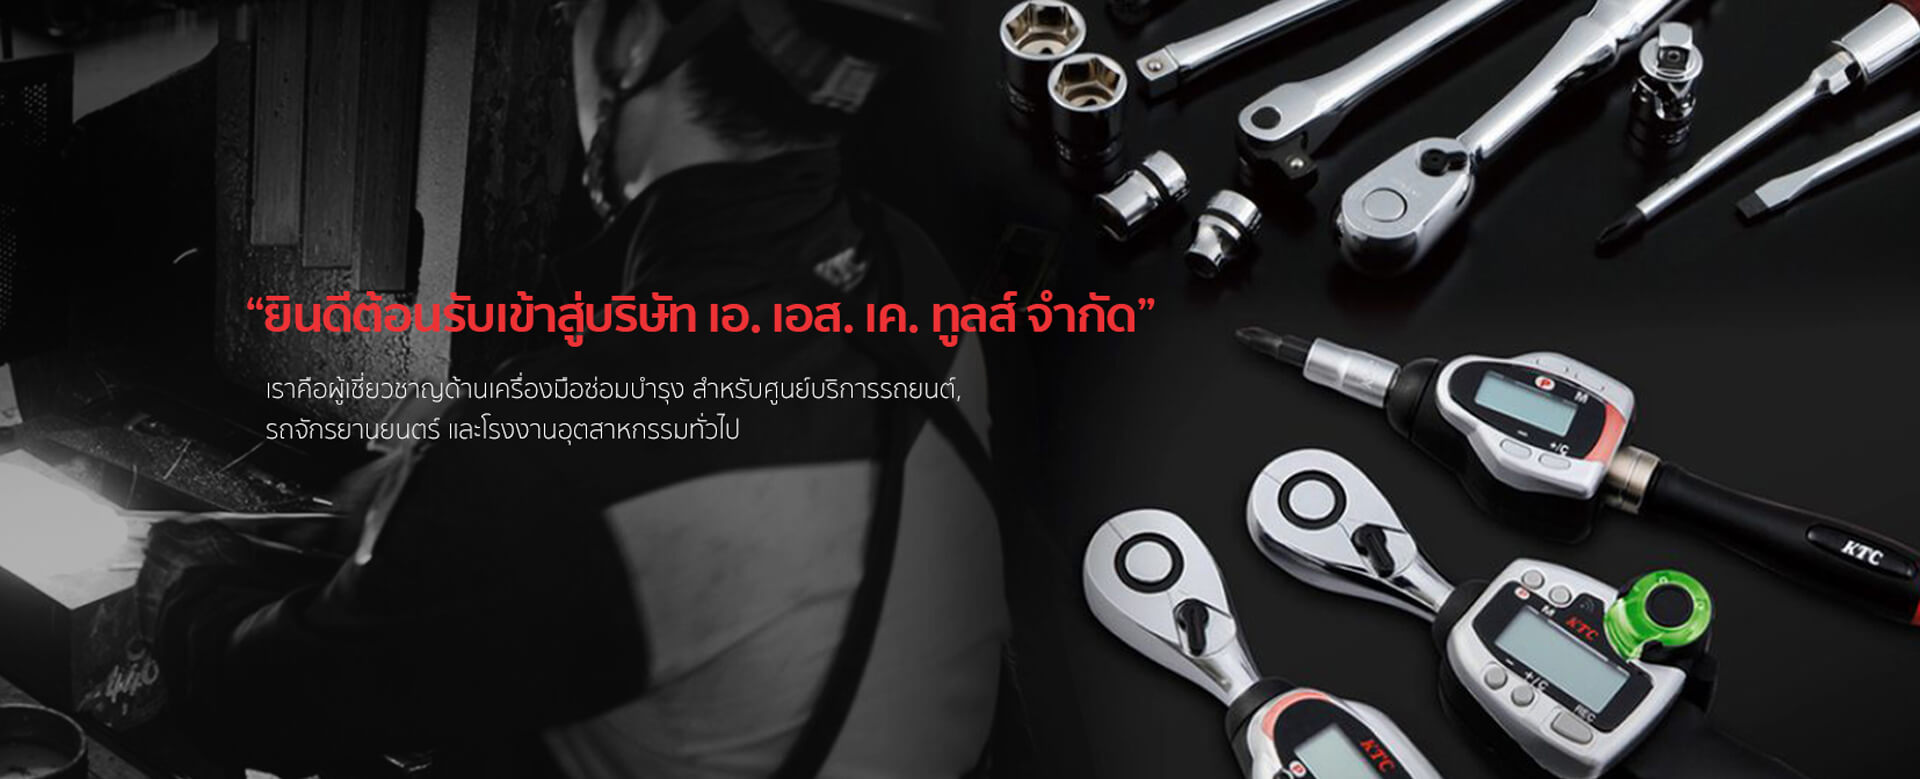 “ยินดีต้อนรับเข้าสู่บริษัท เอ. เอส. เค. ทูลส์ จำกัด”
เราคือผู้เชี่ยวชาญด้านเครื่องมือซ่อมบำรุง สำหรับศูนย์บริการรถยนต์,
รถจักรยานยนตร์ และโรงงานอุตสาหกรรมทั่วไป
P
M
+/C
KTC
P
M
KTC
+/C
REC
P
KTC
440